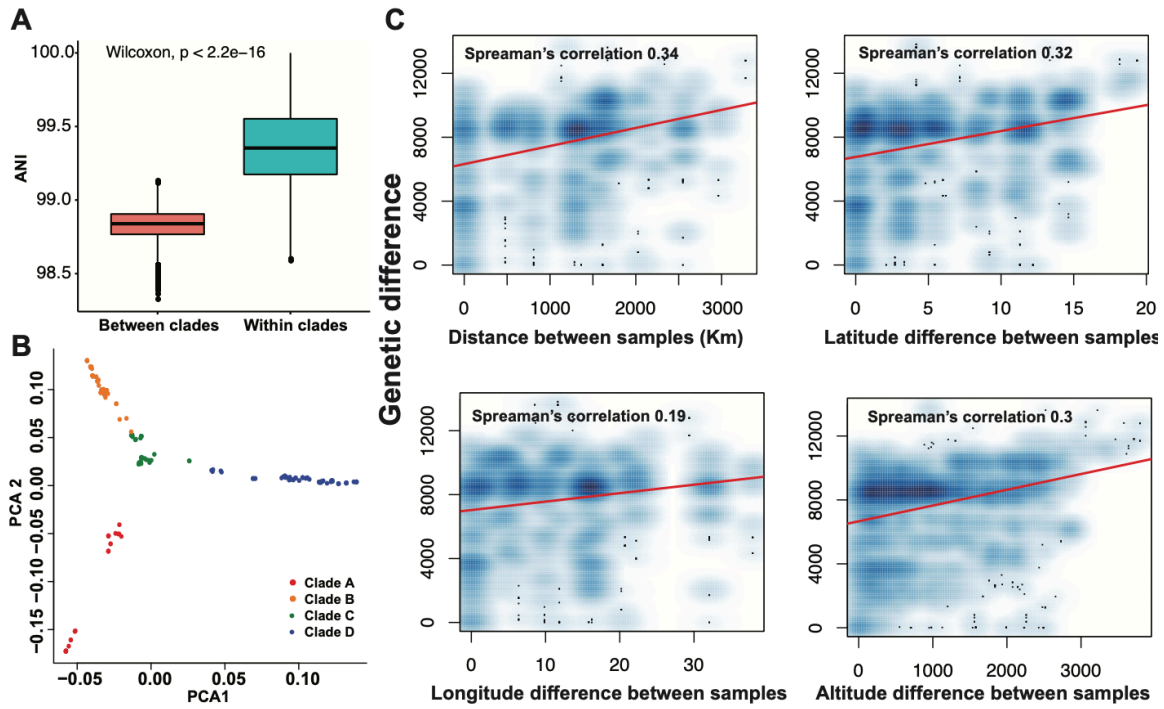 A
Wilcoxon, p < 2.2e−16
100.0
99.5
99.0
98.5
ANI
Between clades
Within clades
B
0.10
0.05
0.00
−0.05
−0.10
−0.15
PCA 2
Clade A
Clade B
Clade C
Clade D
−0.05
0.00
0.05
0.10
PCA1
C
Genetic difference
Spreaman's correlation 0.34
12000
8000
4000
0
0
1000
2000
3000
Distance between samples (Km)
Spreaman's correlation 0.32
12000
8000
4000
0
0
5
10
15
20
Latitude difference between samples
Spreaman's correlation 0.19
12000
8000
4000
0
0
10
20
30
Longitude difference between samples
Spreaman's correlation 0.3
12000
8000
4000
0
0
1000
2000
3000
Altitude difference between samples